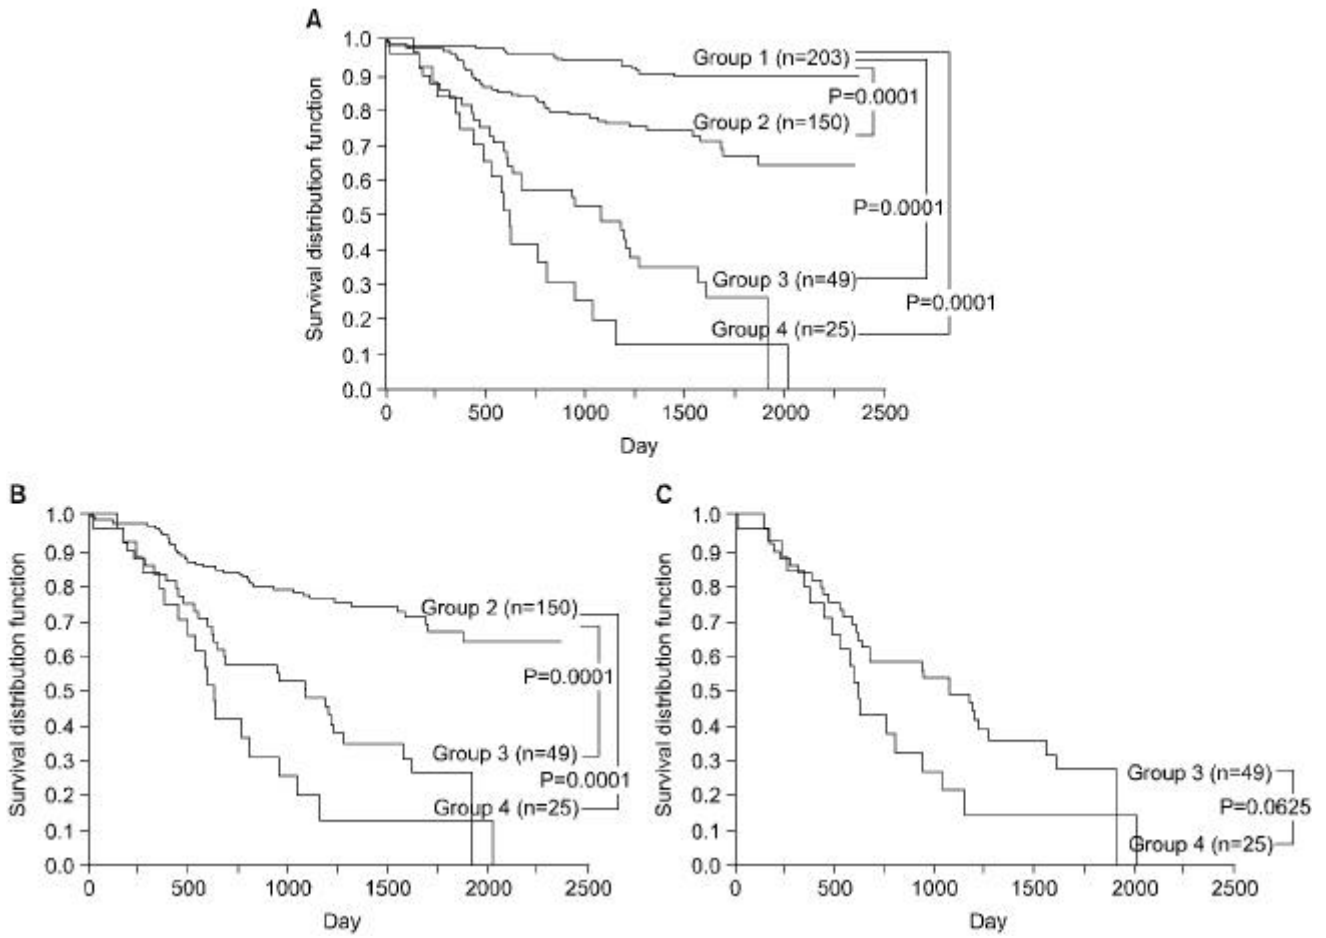 A
1.0
0.9
0.8
0.7
0.6
0.5
0.4
0.3
0.2
0.1
0.0
Survival distribution function
Group 1 (n=203)
P=0.0001
Group 2 (n=150)
P=0.0001
Group 3 (n=49)
P=0.0001
Group 4 (n=25)
0 500 1000 1500 2000 2500
Day
B
1.0
0.9
0.8
0.7
0.6
0.5
0.4
0.3
0.2
0.1
0.0
Survival distribution function
Group 2 (n=150)
P=0.0001
Group 3 (n=49)
P=0.0001
Group 4 (n=25)
0 500 1000 1500 2000 2500
Day
C
1.0
0.9
0.8
0.7
0.6
0.5
0.4
0.3
0.2
0.1
0.0
Survival distribution function
Group 3 (n=49)
P=0.0625
Group 4 (n=25)
0 500 1000 1500 2000 2500
Day